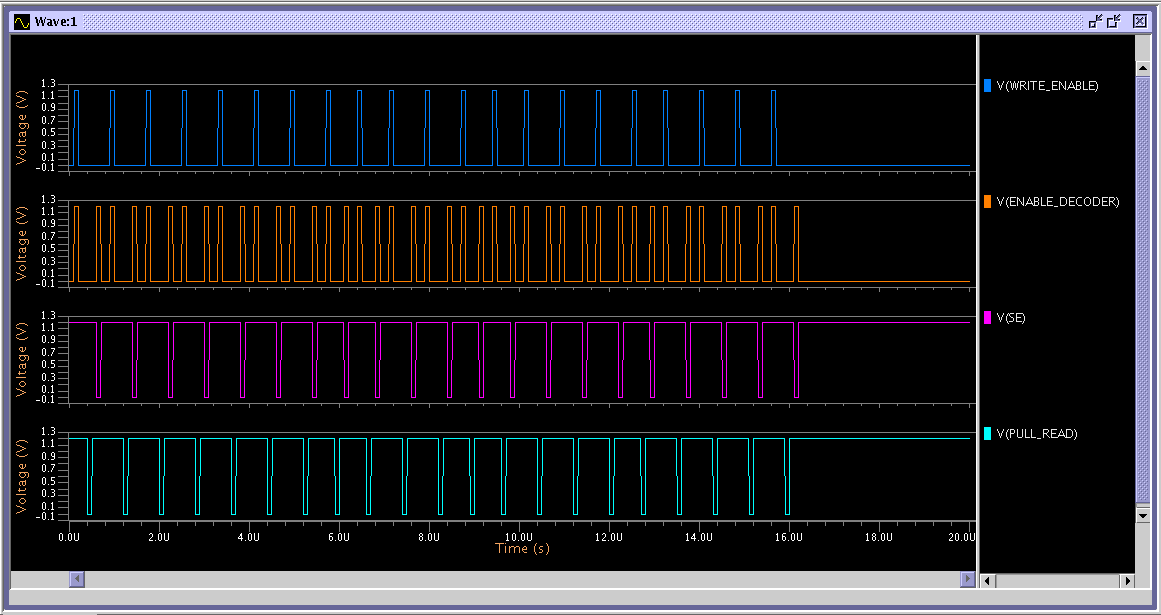 Wave:1
Voltage (V)
1.3
1.1
0.9
0.7
0.5
0.3
0.1
-0.1
V(WRITE_ENABLE)
Voltage (V)
1.3
1.1
0.9
0.7
0.5
0.3
0.1
-0.1
V(ENABLE_DECODER)
Voltage (V)
1.3
1.1
0.9
0.7
0.5
0.3
0.1
-0.1
V(SE)
Voltage (V)
1.3
1.1
0.9
0.7
0.5
0.3
0.1
-0.1
V(PULL_READ)
0.0U 2.0U 4.0U 6.0U 8.0U 10.0U 12.0U 14.0U 16.0U 18.0U 20.0U
Time (s)